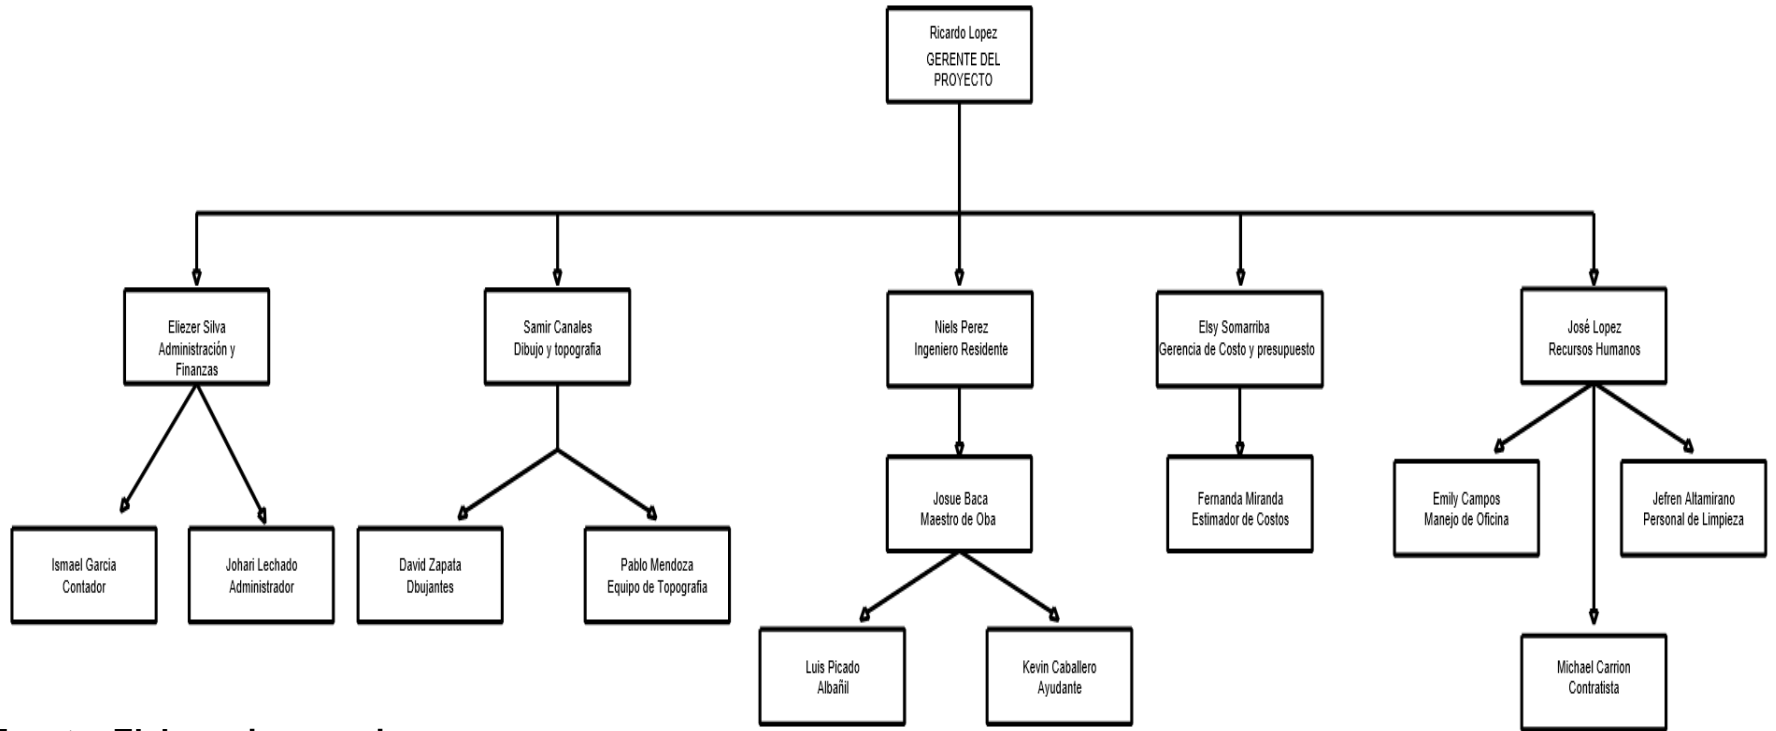 Ricardo Lopez
GERENTE DEL
PROYECTO
Eliezer Silva
Administración y
Finanzas
Samir Canales
Dibujo y topografia
Niels Perez
Ingeniero Residente
Elsy Somarriba
Gerencia de Costo y presupuesto
José Lopez
Recursos Humanos
Ismael Garcia
Contador
Johari Lechado
Administrador
David Zapata
Dbujantes
Pablo Mendoza
Equipo de Topografia
Josue Baca
Maestro de Oba
Fernanda Miranda
Estimador de Costos
Emily Campos
Manejo de Oficina
Jefren Altamirano
Personal de Limpieza
Luis Picado
Albañil
Kevin Caballero
Ayudante
Michael Carrion
Contratista